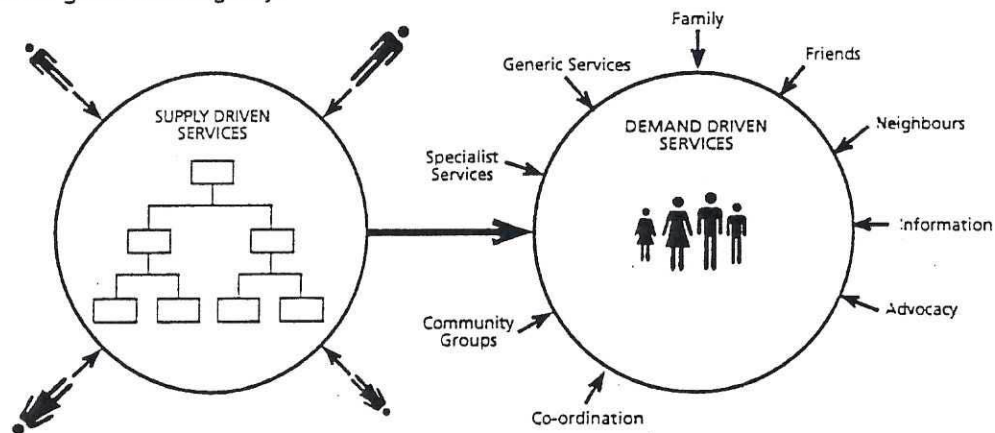 SUPPLY DRIVEN
SERVICES
Family
Generic Services
Friends
DEMAND DRIVEN
SERVICES
Neighbours
Specialist
Services
Information
Advocacy
Community
Groups
Co-ordination